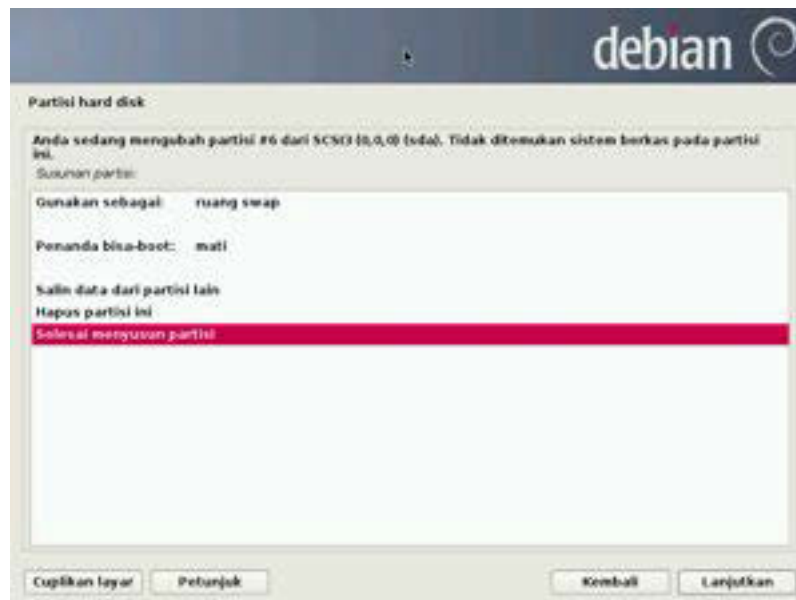 debian
Partisi hard disk
Anda sedang mengubah partisi #6 dari SCSI3 (0,0,0) (sda). Tidak ditemukan sistem berkas pada partisi
ini.
Susunan partisi:
Gunakan sebagai: ruang swap
Penanda bisa-boot: mati
Salin data dari partisi lain
Hapus partisi ini
Selesai menyusun partisi
Cuplikan layar Petunjuk Kembali Lanjutkan